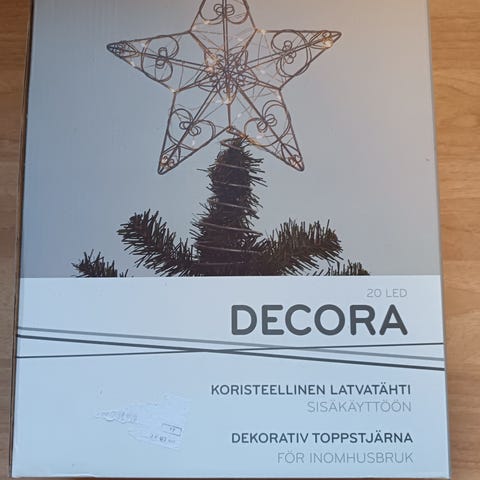 20 LED
DECORA
KORISTEELLINEN LATVATÄHTI
SISÄKÄYTTÖÖN
DEKORATIV TOPPSTJÄRNA
FÖR INOMHUSBRUK